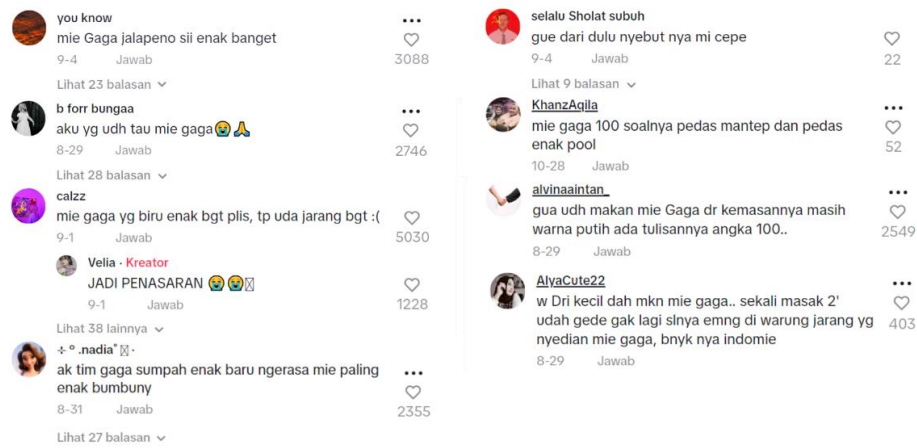 you know
mie Gaga jalapeno sii enak banget
9-4 Jawab 3088
Lihat 23 balasan
b forr bungaa
aku yg udh tau mie gaga😭🙏
8-29 Jawab 2746
Lihat 28 balasan
calzz
mie gaga yg biru enak bgt plis, tp uda jarang bgt :(
9-1 Jawab 5030
Velia · Kreator
JADI PENASARAN 😭😭
9-1 Jawab 1228
Lihat 38 lainnya
⊹ º .nadia˚ ·
ak tim gaga sumpah enak baru ngerasa mie paling
enak bumbuny
8-31 Jawab 2355
Lihat 27 balasan
selalu Sholat subuh
gue dari dulu nyebut nya mi cepe
9-4 Jawab 22
Lihat 9 balasan
KhanzAqila
mie gaga 100 soalnya pedas mantep dan pedas
enak pool
10-28 Jawab 52
alvinaaintan_
gua udh makan mie Gaga dr kemasannya masih
warna putih ada tulisannya angka 100..
8-29 Jawab 2549
AlyaCute22
w Dri kecil dah mkn mie gaga.. sekali masak 2'
udah gede gak lagi slnya emng di warung jarang yg
nyedian mie gaga, bnyk nya indomie
8-29 Jawab 403